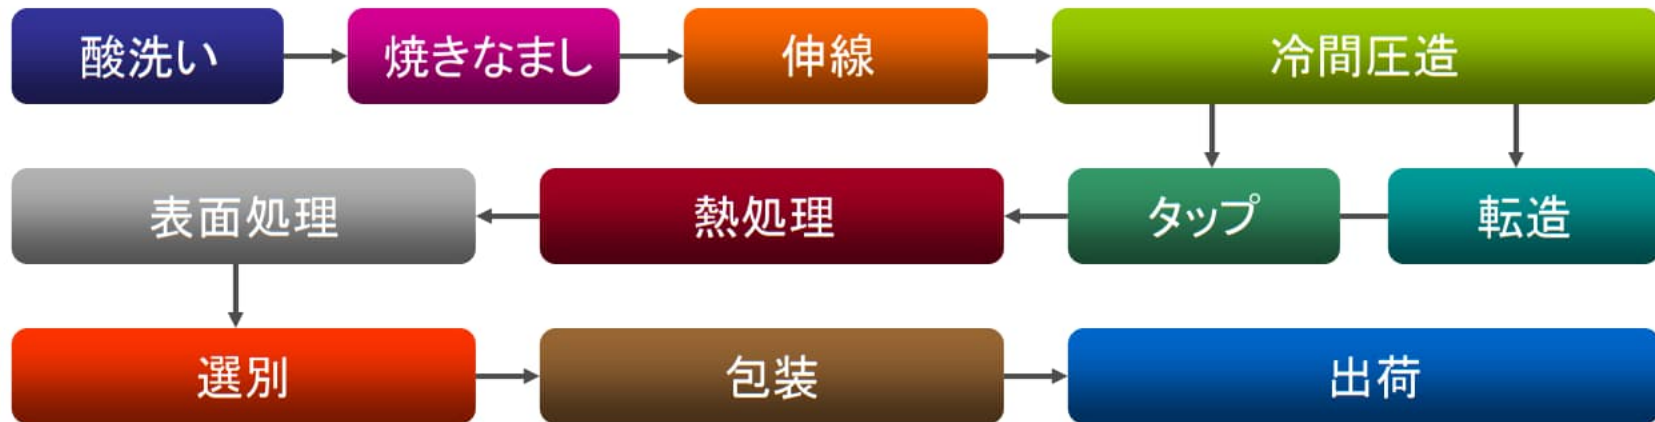 酸洗い
焼きなまし
伸線
冷間圧造
表面処理
熱処理
タップ
転造
選別
包装
出荷